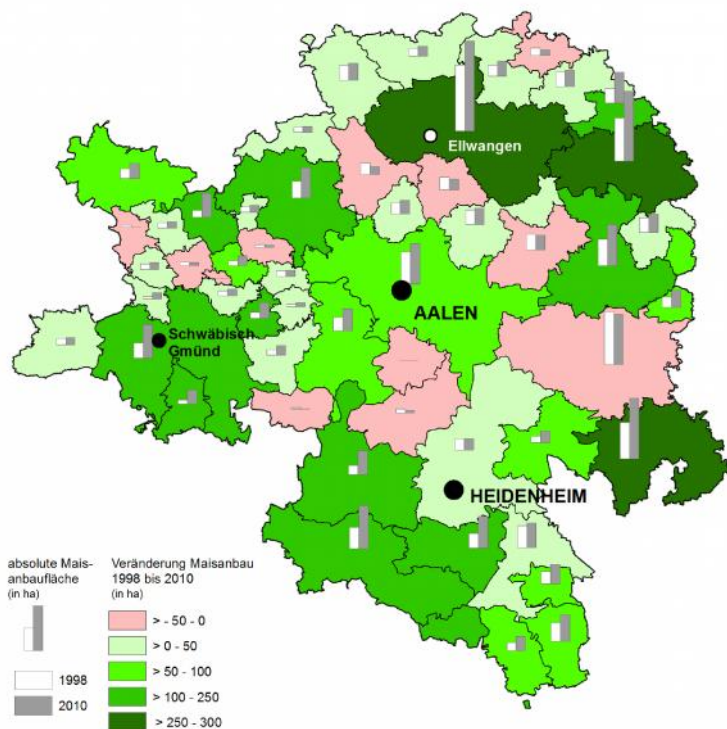 Ellwangen
AALEN
Schwäbisch
Gmünd
HEIDENHEIM
absolute Mais-
anbaufläche
(in ha)
1998
2010
Veränderung Maisanbau
1998 bis 2010
(in ha)
> - 50 - 0
> 0 - 50
> 50 - 100
> 100 - 250
> 250 - 300